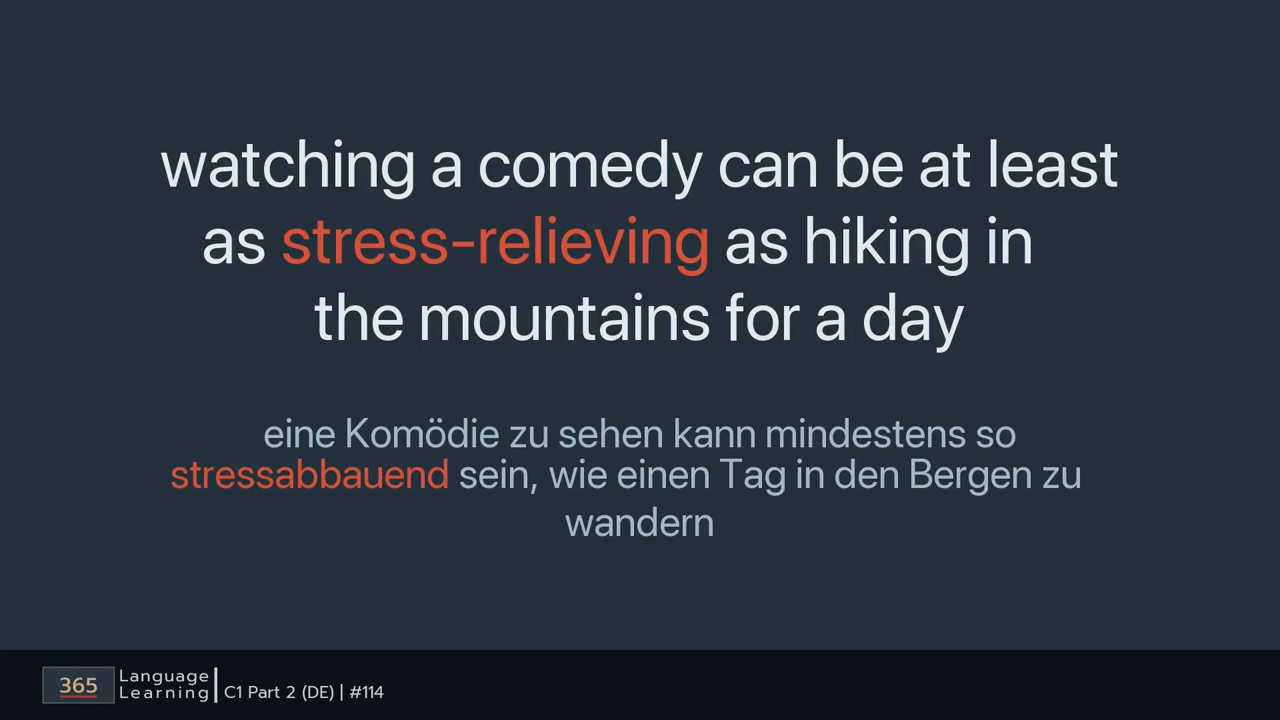 watching a comedy can be at least
as stress-relieving as hiking in
the mountains for a day
eine Komödie zu sehen kann mindestens so
stressabbauend sein, wie einen Tag in den Bergen zu
wandern
365
Language
Learning
C1 Part 2 (DE) | #114